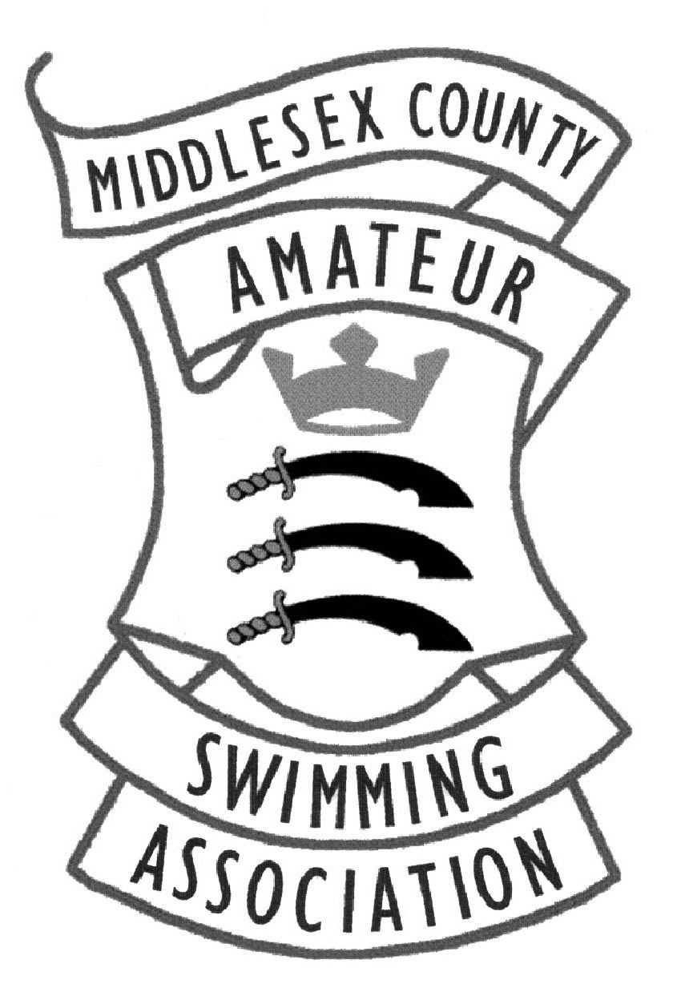 MIDDLESEX COUNTY
AMATEUR
SWIMMING
ASSOCIATION